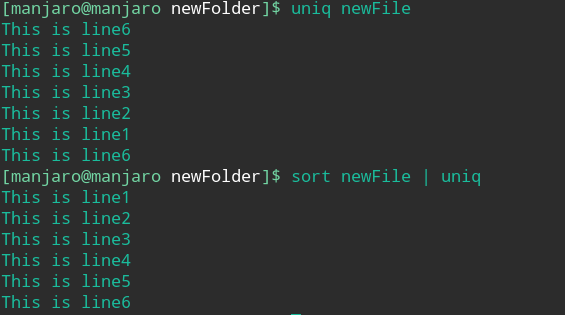 [manjaro@manjaro newFolder]$ uniq newFile
This is line6
This is line5
This is line4
This is line3
This is line2
This is line1
This is line6
[manjaro@manjaro newFolder]$ sort newFile | uniq
This is line1
This is line2
This is line3
This is line4
This is line5
This is line6